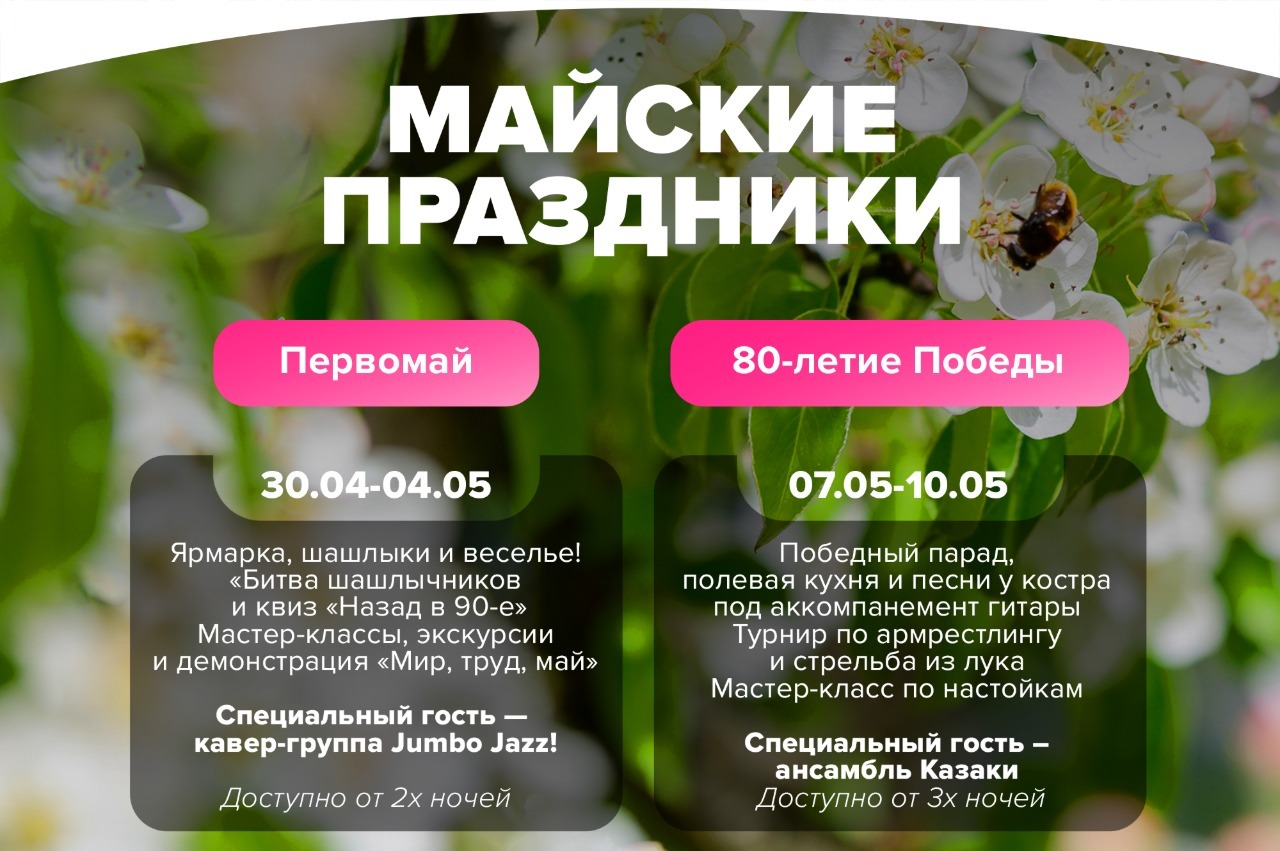 МАЙСКИЕ
ПРАЗДНИКИ
Первомай
30.04-04.05
Ярмарка, шашлыки и веселье!
«Битва шашлычников
и квиз «Назад в 90-е»
Мастер-классы, экскурсии
и демонстрация «Мир, труд, май»
Специальный гость —
кавер-группа Jumbo Jazz!
Доступно от 2х ночей
80-летие Победы
07.05-10.05
Победный парад,
полевая кухня и песни у костра
под аккомпанемент гитары
Турнир по армрестлингу
и стрельба из лука
Мастер-класс по настойкам
Специальный гость –
ансамбль Казаки
Доступно от 3х ночей